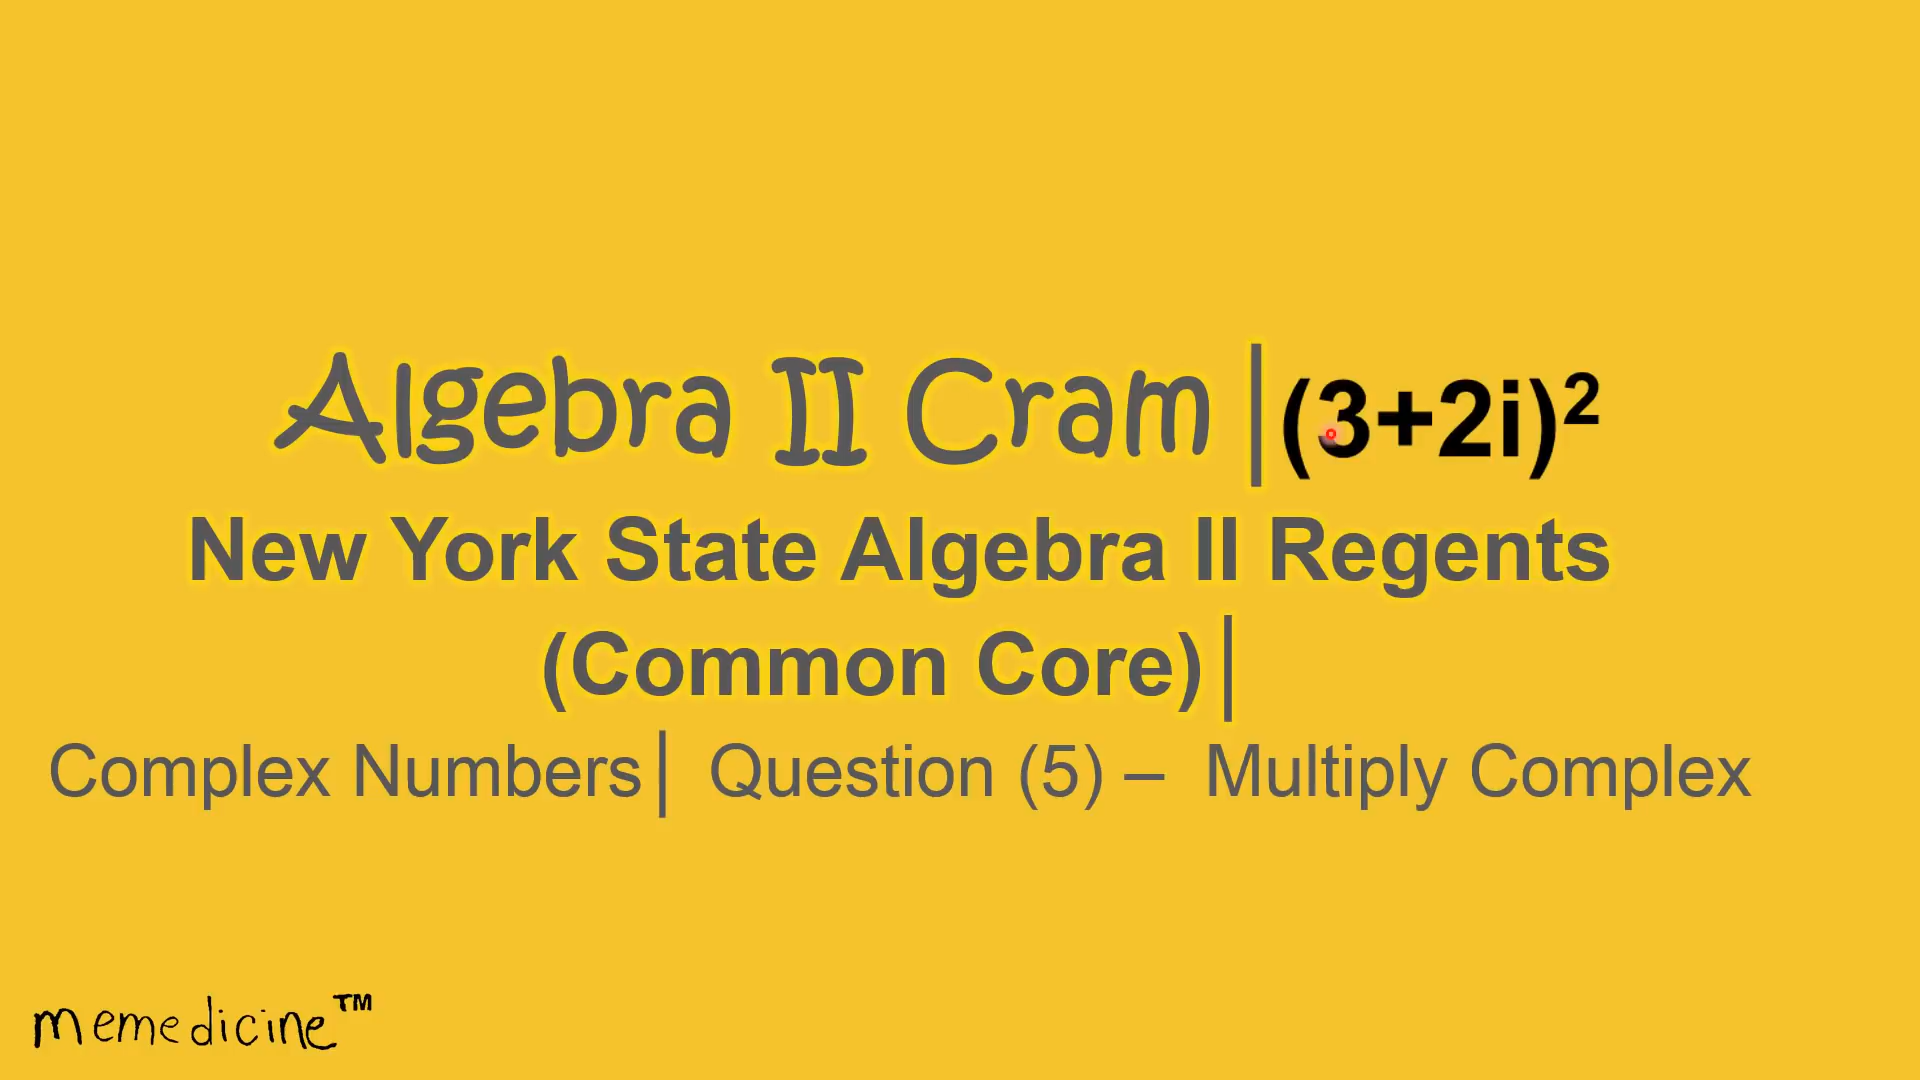 Algebra II Cram│(3+2i)²
New York State Algebra II Regents
(Common Core)│
Complex Numbers│ Question (5) – Multiply Complex
memedicine™